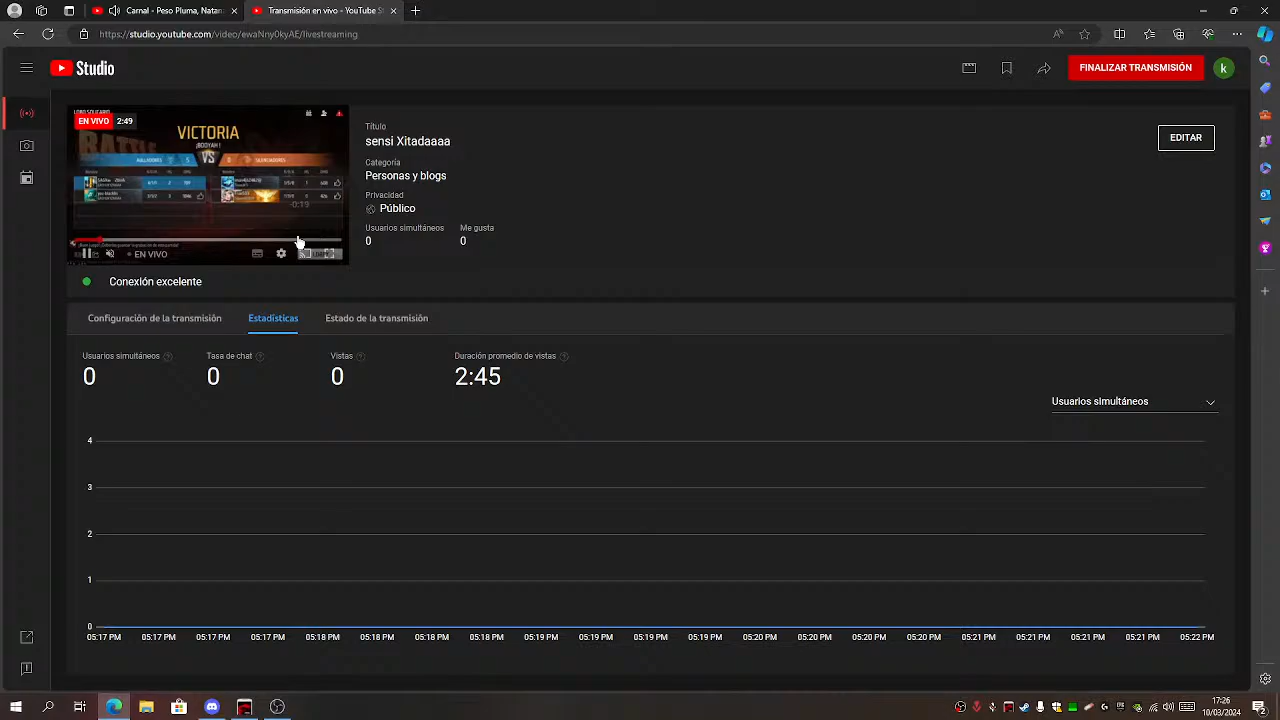 Carnal - Peso Pluma, Natan
Transmisión en vivo - YouTube S
https://studio.youtube.com/video/ewaNny0kyAE/livestreaming
Studio
FINALIZAR TRANSMISIÓN
k
EN VIVO 2:49
VICTORIA
¡BOOYAH!
AULLADORES 5 VS SILENCIADORES
-0:19
EN VIVO
Título
sensi Xitadaaaa
Categoría
Personas y blogs
Privacidad
Público
Usuarios simultáneos Me gusta
0 0
EDITAR
Conexión excelente
Configuración de la transmisión Estadísticas Estado de la transmisión
Usuarios simultáneos Tasa de chat Vistas Duración promedio de vistas
0 0 0 2:45
Usuarios simultáneos
4
3
2
1
0
05:17 PM 05:17 PM 05:17 PM 05:17 PM 05:18 PM 05:18 PM 05:18 PM 05:18 PM 05:19 PM 05:19 PM 05:19 PM 05:19 PM 05:20 PM 05:20 PM 05:20 PM 05:20 PM 05:21 PM 05:21 PM 05:21 PM 05:21 PM 05:22 PM
17:26
10/03/2024